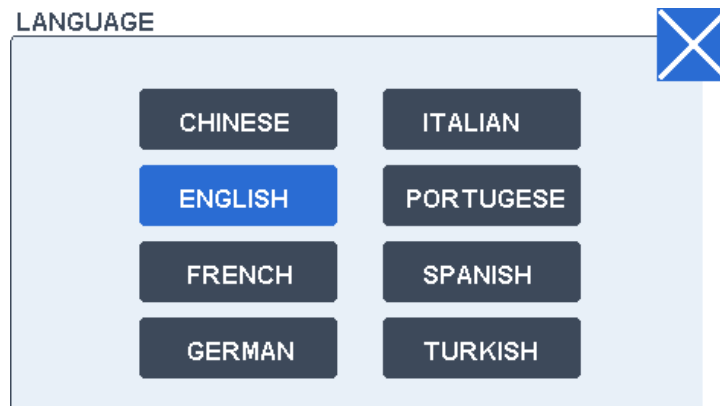 LANGUAGE
CHINESE
ITALIAN
ENGLISH
PORTUGESE
FRENCH
SPANISH
GERMAN
TURKISH